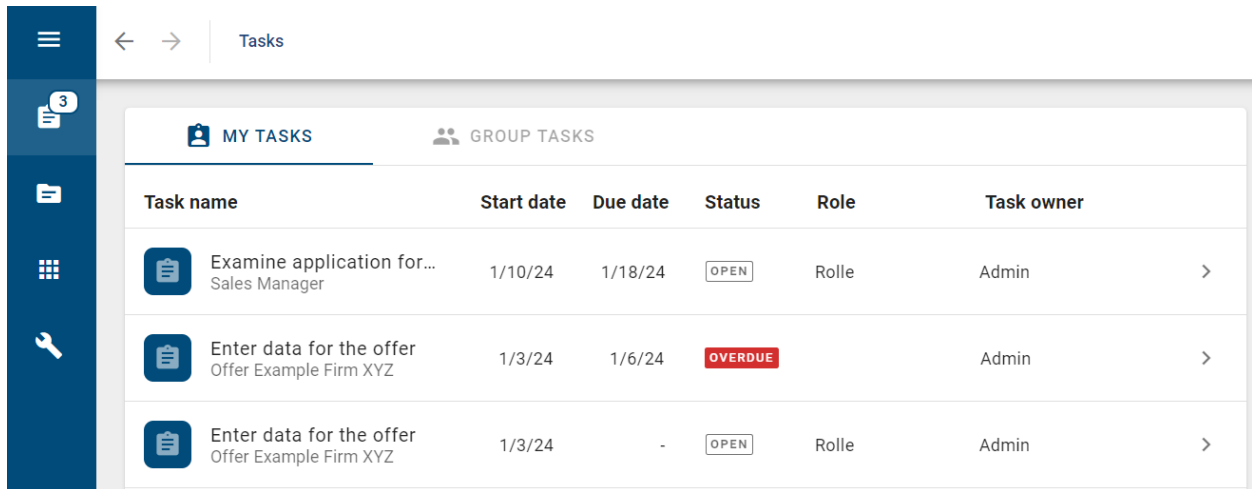 Tasks
3
MY TASKS GROUP TASKS
Task name Start date Due date Status Role Task owner
Examine application for... 1/10/24 1/18/24 OPEN Rolle Admin
Sales Manager
Enter data for the offer 1/3/24 1/6/24 OVERDUE Admin
Offer Example Firm XYZ
Enter data for the offer 1/3/24 - OPEN Rolle Admin
Offer Example Firm XYZ